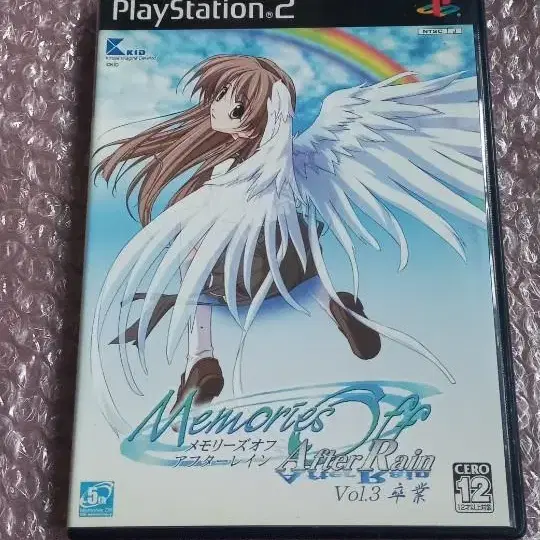 PlayStation®2
KID
NTSC J
Memories Off
メモリーズオフ
アフターレイン
After Rain
Vol.3 卒業
5th
CERO
12
12才以上対象